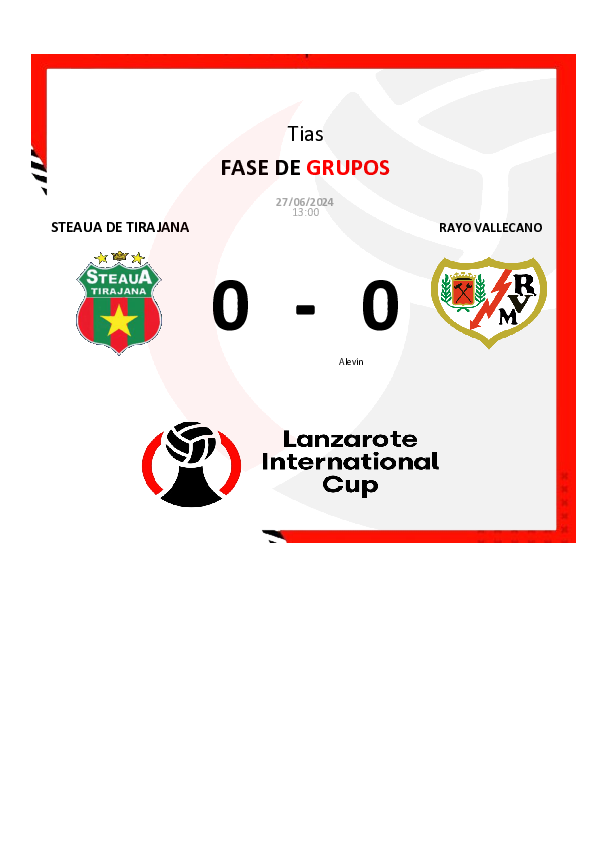 Tias
FASE DE GRUPOS
27/06/2024
13:00
STEAUA DE TIRAJANA
RAYO VALLECANO
STEAUA
TIRAJANA
0 - 0
RVM
Alevin
Lanzarote
International
Cup